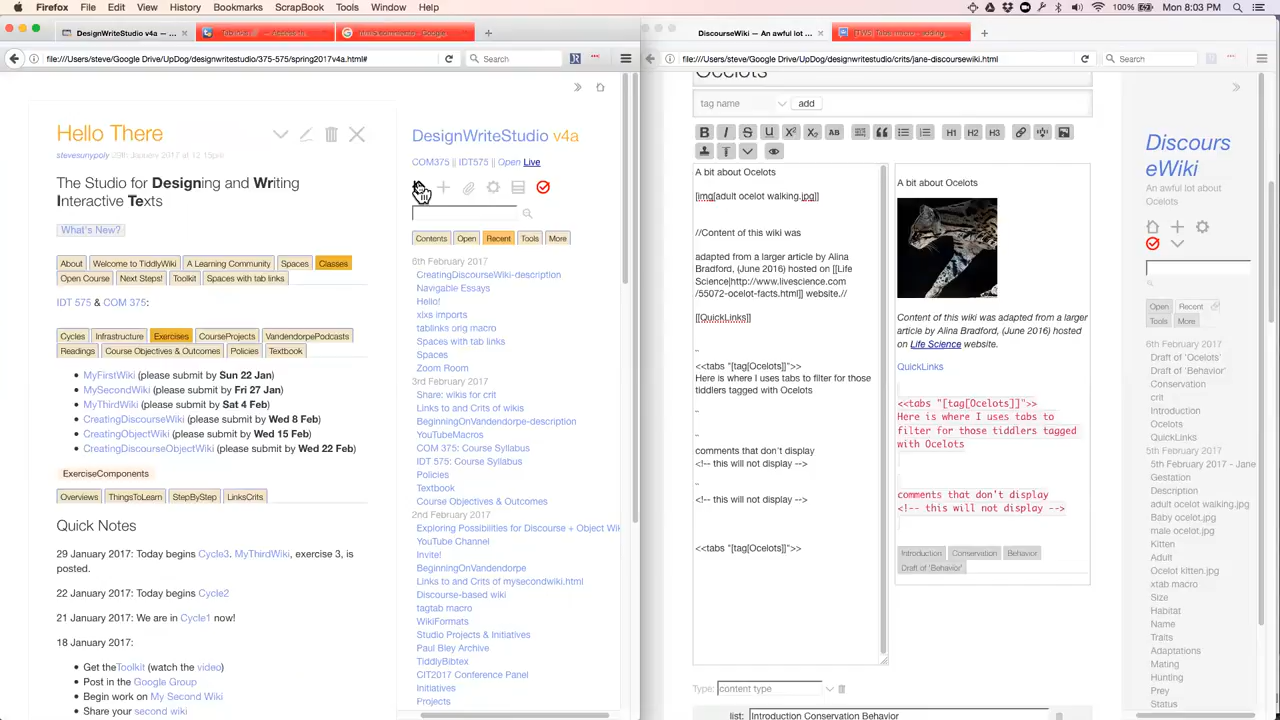 Firefox File Edit View History Bookmarks ScrapBook Tools Window Help
100% Mon 8:03 PM
DesignWriteStudio v4a — ×
file:///Users/steve/Google Drive/UpDog/designwritestudio/375-575/spring2017v4a.html#
Search
Hello There
The Studio for Designing and Writing
Interactive Texts
What's New?
About Welcome to TiddlyWiki A Learning Community Spaces Classes
Open Course Next Steps! Toolkit Spaces with tab links
IDT 575 & COM 375:
Cycles Infrastructure Exercises CourseProjects VandendorpePodcasts
Readings Course Objectives & Outcomes Policies Textbook
MyFirstWiki (please submit by Sun 22 Jan)
MySecondWiki (please submit by Fri 27 Jan)
MyThirdWiki (please submit by Sat 4 Feb)
CreatingDiscourseWiki (please submit by Wed 8 Feb)
CreatingObjectWiki (please submit by Wed 15 Feb)
CreatingDiscourseObjectWiki (please submit by Wed 22 Feb)
ExerciseComponents
Overviews ThingsToLearn StepByStep LinksCrits
Quick Notes
29 January 2017: Today begins Cycle3. MyThirdWiki, exercise 3, is
posted.
22 January 2017: Today begins Cycle2
21 January 2017: We are in Cycle1 now!
18 January 2017:
Get theToolkit (watch the video)
Post in the Google Group
Begin work on My Second Wiki
Share your second wiki
DesignWriteStudio v4a
COM375 || IDT575 || Open Live
Contents Open Recent Tools More
6th February 2017
CreatingDiscourseWiki-description
Navigable Essays
Hello!
xlxs imports
tablinks orig macro
Spaces with tab links
Spaces
Zoom Room
3rd February 2017
Share: wikis for crit
Links to and Crits of wikis
BeginningOnVandendorpe-description
YouTubeMacros
COM 375: Course Syllabus
IDT 575: Course Syllabus
Policies
Textbook
Course Objectives & Outcomes
2nd February 2017
Exploring Possibilities for Discourse + Object Wik
YouTube Channel
Invite!
BeginningOnVandendorpe
Links to and Crits of mysecondwiki.html
Discourse-based wiki
tagtab macro
WikiFormats
Studio Projects & Initiatives
Paul Bley Archive
TiddlyBibtex
CIT2017 Conference Panel
Initiatives
Projects
DiscourseWiki — An awful lot ab… ×
file:///Users/steve/Google Drive/UpDog/designwritestudio/crits/jane-discoursewiki.html
Search
Ocelots
tag name add
B I S U X² X₂ AB H1 H2 H3
A bit about Ocelots
[img[adult ocelot walking.jpg]]
//Content of this wiki was
adapted from a larger article by Alina
Bradford, (June 2016) hosted on [[Life
Science|http://www.livescience.com
/55072-ocelot-facts.html]] website.//
[[QuickLinks]]
<<tabs "[tag[Ocelots]]">>
Here is where I uses tabs to filter for those
tiddlers tagged with Ocelots
comments that don't display
<!-- this will not display -->
<!-- this will not display -->
<<tabs "[tag[Ocelots]]">>
A bit about Ocelots
Content of this wiki was adapted from a larger
article by Alina Bradford, (June 2016) hosted
on Life Science website.
QuickLinks
<<tabs "[tag[Ocelots]]">>
Here is where I uses tabs to
filter for those tiddlers tagged
with Ocelots
comments that don't display
<!-- this will not display -->
Introduction Conservation Behavior
Draft of 'Behavior'
Type: content type
list: Introduction Conservation Behavior
Discours
eWiki
An awful lot about
Ocelots
Open Recent
Tools More
6th February 2017
Draft of 'Ocelots'
Draft of 'Behavior'
Conservation
crit
Introduction
Ocelots
QuickLinks
5th February 2017
5th February 2017 - Jane
Gestation
Description
adult ocelot walking.jpg
Baby ocelot.jpg
male ocelot.jpg
Kitten
Adult
Ocelot kitten.jpg
xtab macro
Size
Habitat
Name
Traits
Adaptations
Mating
Hunting
Prey
Status